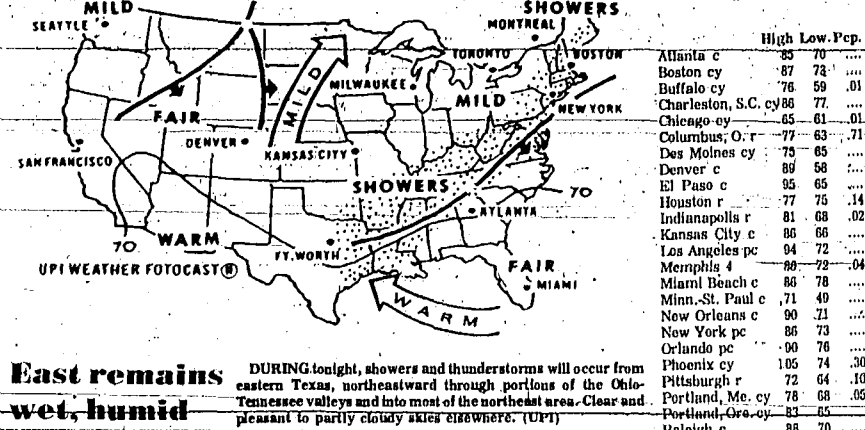 MILD
SEATTLE
SHOWERS
MONTREAL
TORONTO
BOSTON
MILWAUKEE
MILD
MILD
NEW YORK
FAIR
DENVER
KANSAS CITY
SAN FRANCISCO
SHOWERS
70
ATLANTA
70
WARM
FT. WORTH
UPI WEATHER FOTOCAST ®
FAIR
MIAMI
WARM
East remains
wet, humid
DURING tonight, showers and thunderstorms will occur from
eastern Texas, northeastward through portions of the Ohio-
Tennessee valleys and into most of the northeast area. Clear and
pleasant to partly cloudy skies elsewhere. (UPI)
High Low. Pcp.
Atlanta c 85 70 ....
Boston cy 87 73 ....
Buffalo cy 76 59 .01
Charleston, S.C. cy 86 77 ....
Chicago cy 65 61 .01
Columbus, O. r 77 63 .71
Des Moines cy 75 65 ....
Denver c 89 58 ....
El Paso c 95 65 ....
Houston r 77 75 .14
Indianapolis r 81 68 .02
Kansas City c 86 66 ....
Los Angeles pc 94 72 ....
Memphis 72 .04
Miami Beach c 86 78 ....
Minn.-St. Paul c 71 49 ....
New Orleans c 90 71 ....
New York pc 86 73 ....
Orlando pc 90 76 ....
Phoenix cy 105 74 .30
Pittsburgh r 72 64 .10
Portland, Me. cy 78 68 .05
Portland, Ore. cy 83 65 ....
Raleigh c 88 70 ....